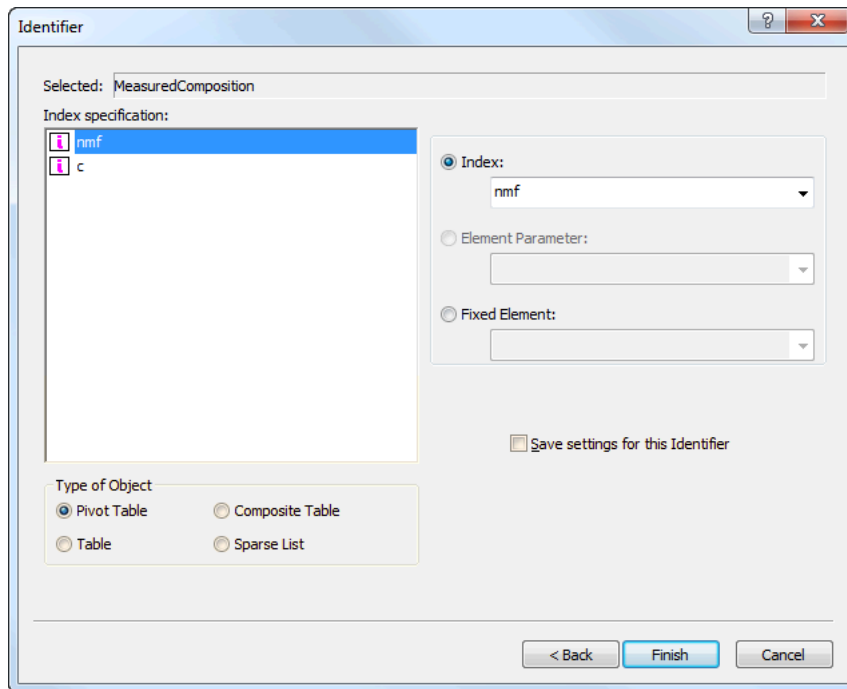 Identifier
?
Selected: MeasuredComposition
Index specification:
i nmf
i c
Index:
nmf
Element Parameter:
Fixed Element:
Save settings for this Identifier
Type of Object
Pivot Table Composite Table
Table Sparse List
< Back Finish Cancel